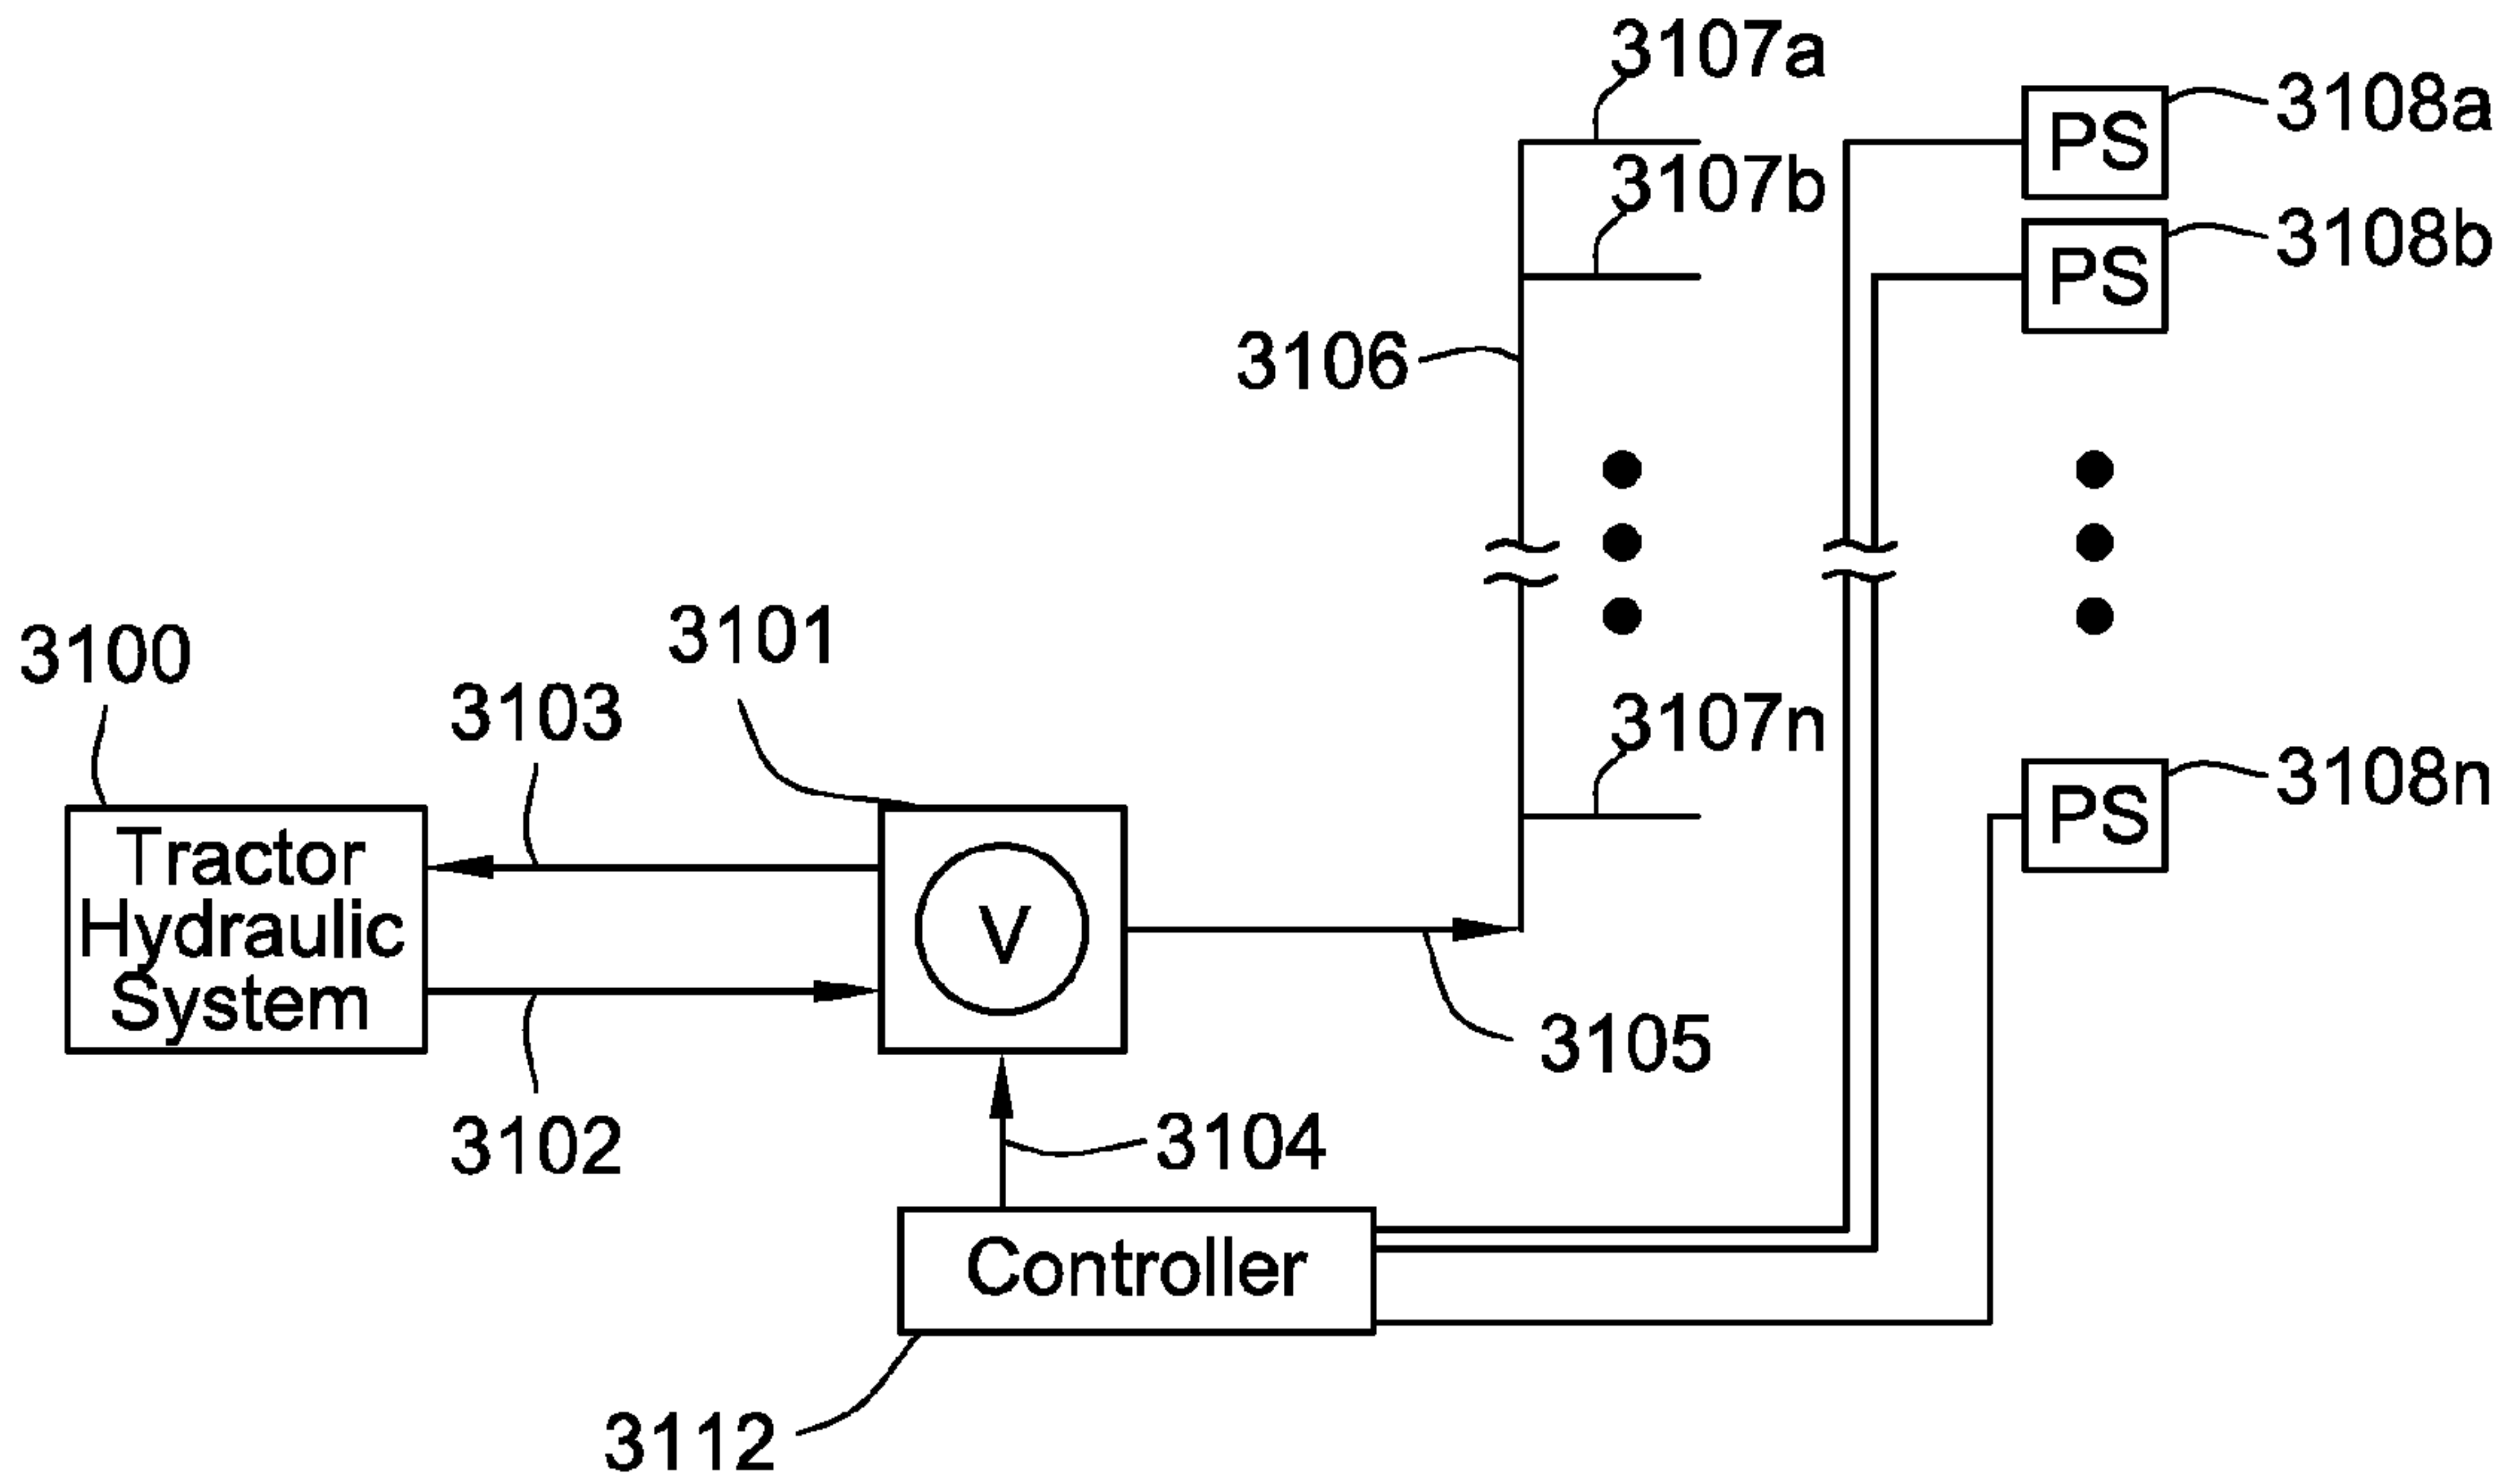 3107a
3108a
PS
3107b
3108b
PS
3106
3101
3100
3103
3107n
3108n
PS
Tractor
Hydraulic
System
V
3105
3102
3104
Controller
3112